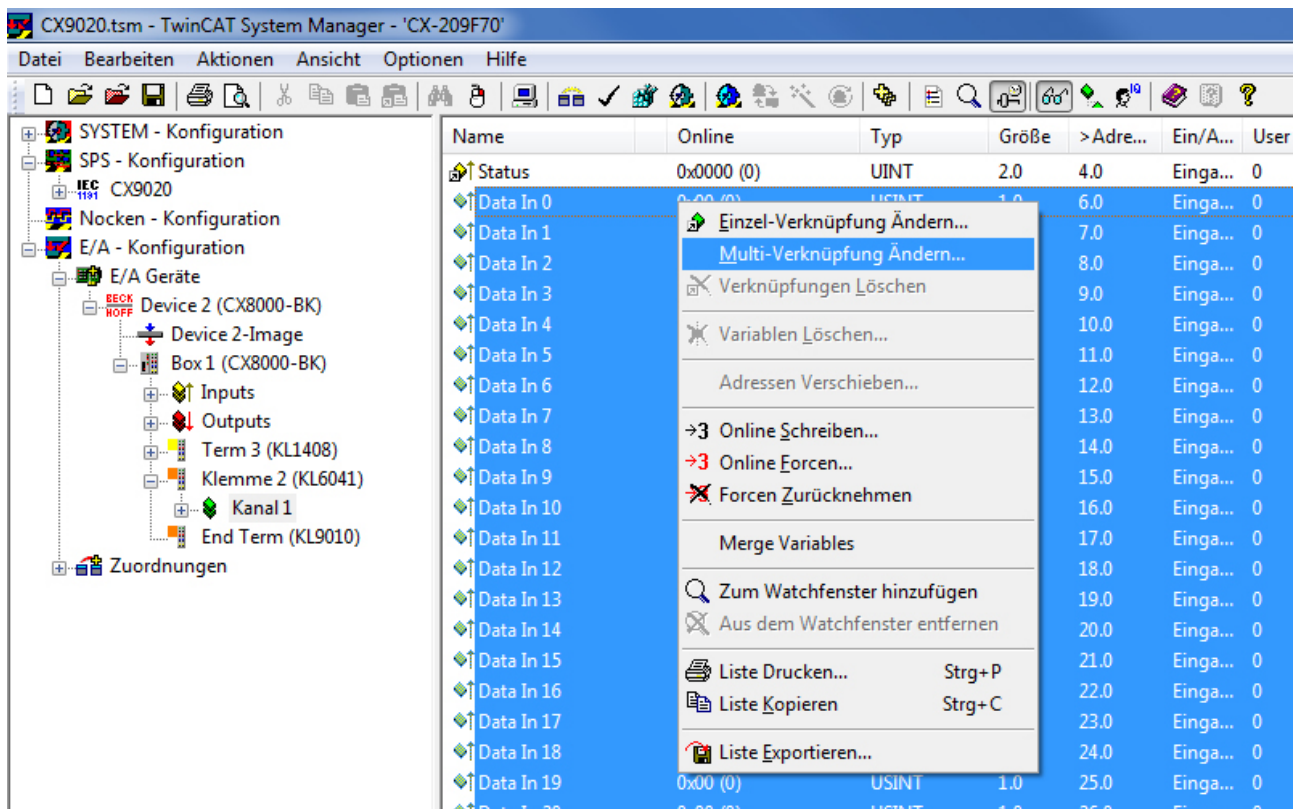 CX9020.tsm - TwinCAT System Manager - 'CX-209F70'
Datei Bearbeiten Aktionen Ansicht Optionen Hilfe
SYSTEM - Konfiguration
SPS - Konfiguration
IEC 1131 CX9020
Nocken - Konfiguration
E/A - Konfiguration
E/A Geräte
BECKHOFF Device 2 (CX8000-BK)
Device 2-Image
Box 1 (CX8000-BK)
Inputs
Outputs
Term 3 (KL1408)
Klemme 2 (KL6041)
Kanal 1
End Term (KL9010)
Zuordnungen
Name Online Typ Größe >Adre... Ein/A... User
Status 0x0000 (0) UINT 2.0 4.0 Einga... 0
Data In 0 0x00 (0) USINT 1.0 6.0 Einga... 0
Data In 1 7.0 Einga... 0
Data In 2 8.0 Einga... 0
Data In 3 9.0 Einga... 0
Data In 4 10.0 Einga... 0
Data In 5 11.0 Einga... 0
Data In 6 12.0 Einga... 0
Data In 7 13.0 Einga... 0
Data In 8 14.0 Einga... 0
Data In 9 15.0 Einga... 0
Data In 10 16.0 Einga... 0
Data In 11 17.0 Einga... 0
Data In 12 18.0 Einga... 0
Data In 13 19.0 Einga... 0
Data In 14 20.0 Einga... 0
Data In 15 21.0 Einga... 0
Data In 16 22.0 Einga... 0
Data In 17 23.0 Einga... 0
Data In 18 24.0 Einga... 0
Data In 19 0x00 (0) USINT 1.0 25.0 Einga... 0
Einzel-Verknüpfung Ändern...
Multi-Verknüpfung Ändern...
Verknüpfungen Löschen
Variablen Löschen...
Adressen Verschieben...
→3 Online Schreiben...
→3 Online Forcen...
Forcen Zurücknehmen
Merge Variables
Zum Watchfenster hinzufügen
Aus dem Watchfenster entfernen
Liste Drucken... Strg+P
Liste Kopieren Strg+C
Liste Exportieren...